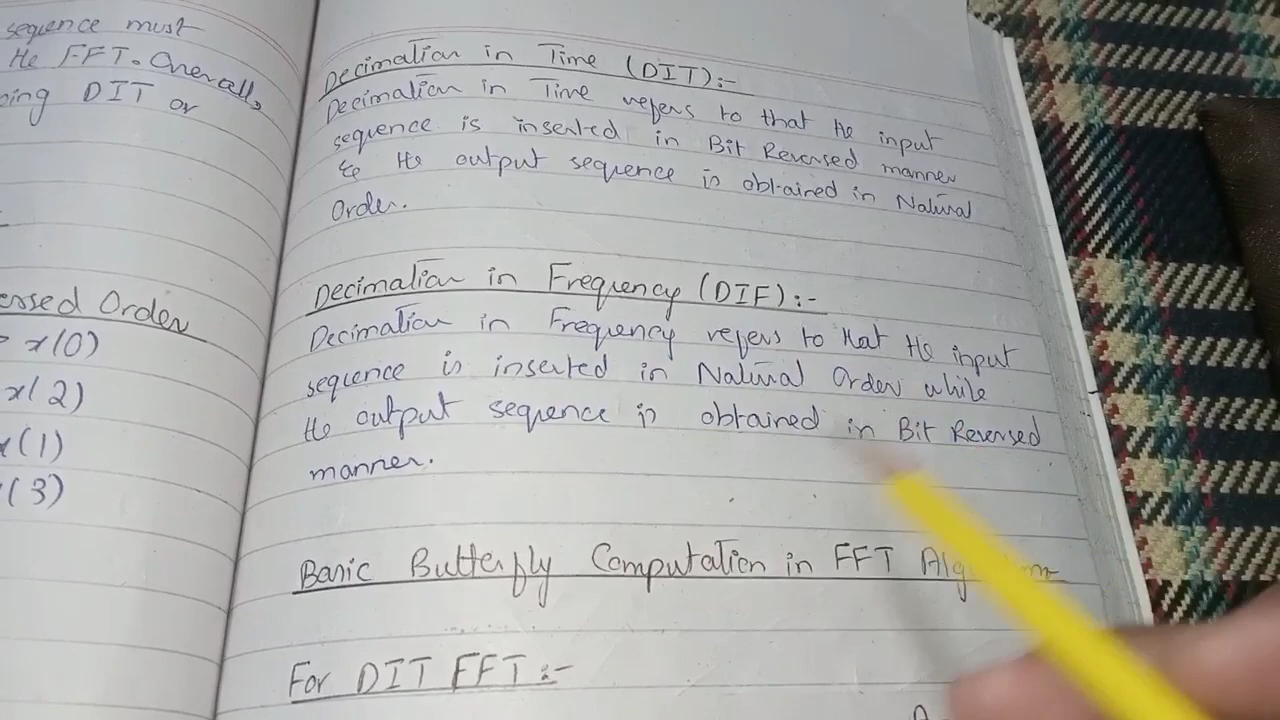 sequence must
the FFT. Overall,
oing DIT or
ersed Order
x(0)
x(2)
x(1)
(3)
Decimation in Time (DIT):-
Decimation in Time refers to that the input
sequence is inserted in Bit Reversed manner
& the output sequence is obtained in Natural
Order.
Decimation in Frequency (DIF):-
Decimation in Frequency refers to that the input
sequence is inserted in Natural Order while
the output sequence is obtained in Bit Reversed
manner.
Basic Butterfly Computation in FFT
For DIT FFT:-